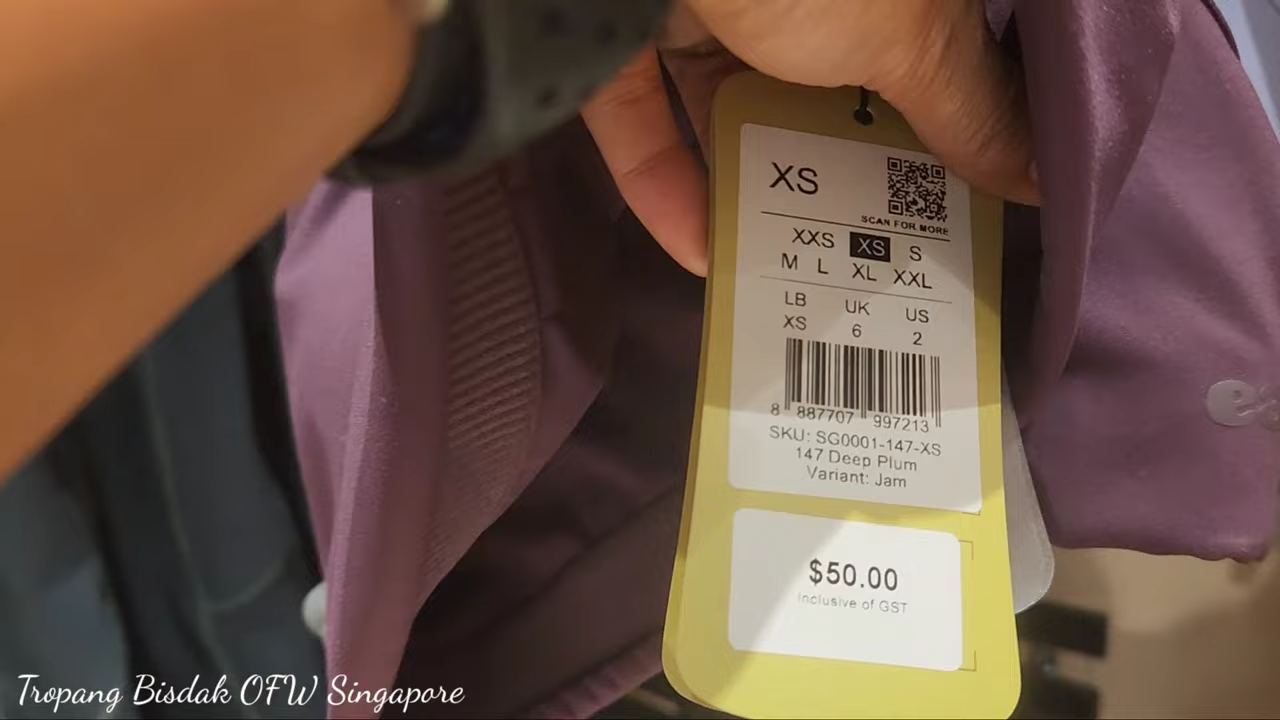 XS
SCAN FOR MORE
XXS XS S
M L XL XXL
LB UK US
XS 6 2
8 887707 997213
SKU: SG0001-147-XS
147 Deep Plum
Variant: Jam
$50.00
Inclusive of GST
Tropang Bisdak OFW Singapore